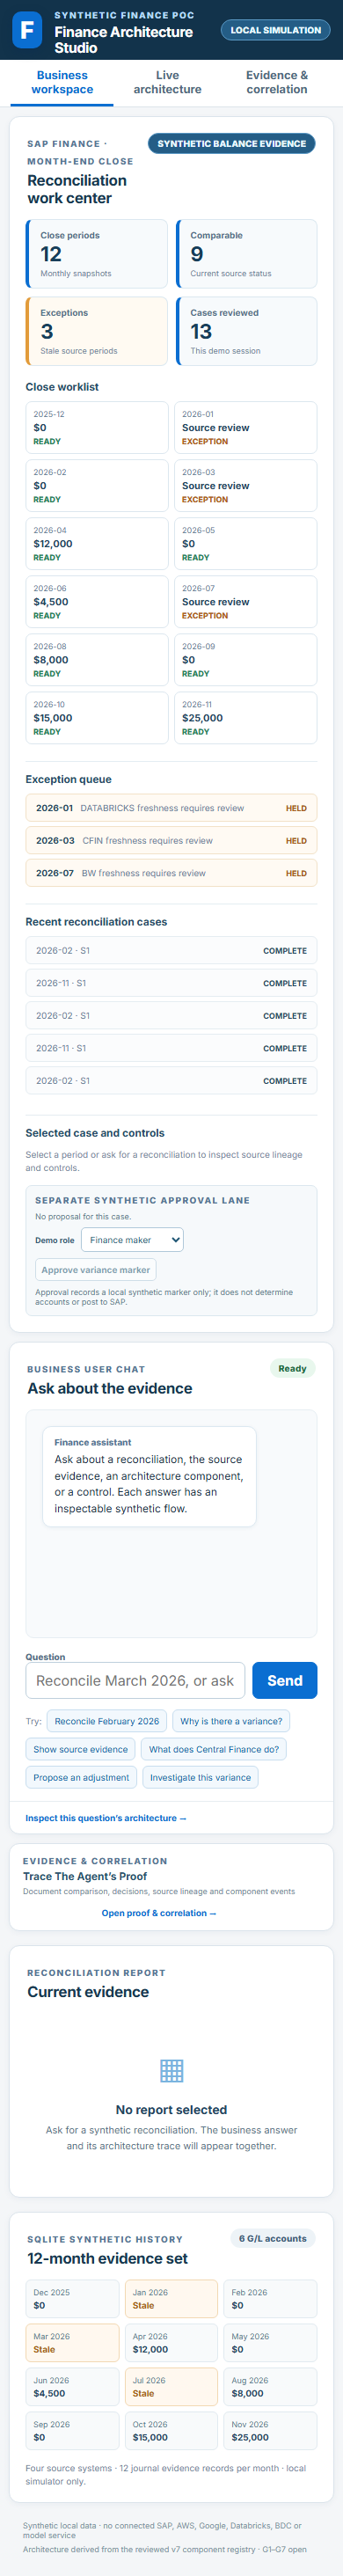 F
SYNTHETIC FINANCE POC
Finance Architecture
Studio
LOCAL SIMULATION
Business
workspace
Live
architecture
Evidence &
correlation
SAP FINANCE ·
MONTH-END CLOSE
SYNTHETIC BALANCE EVIDENCE
Reconciliation
work center
Close periods
12
Monthly snapshots
Comparable
9
Current source status
Exceptions
3
Stale source periods
Cases reviewed
13
This demo session
Close worklist
2025-12
$0
READY
2026-01
Source review
EXCEPTION
2026-02
$0
READY
2026-03
Source review
EXCEPTION
2026-04
$12,000
READY
2026-05
$0
READY
2026-06
$4,500
READY
2026-07
Source review
EXCEPTION
2026-08
$8,000
READY
2026-09
$0
READY
2026-10
$15,000
READY
2026-11
$25,000
READY
Exception queue
2026-01 DATABRICKS freshness requires review HELD
2026-03 CFIN freshness requires review HELD
2026-07 BW freshness requires review HELD
Recent reconciliation cases
2026-02 · S1 COMPLETE
2026-11 · S1 COMPLETE
2026-02 · S1 COMPLETE
2026-11 · S1 COMPLETE
2026-02 · S1 COMPLETE
Selected case and controls
Select a period or ask for a reconciliation to inspect source lineage
and controls.
SEPARATE SYNTHETIC APPROVAL LANE
No proposal for this case.
Demo role Finance maker
Approve variance marker
Approval records a local synthetic marker only; it does not determine
accounts or post to SAP.
BUSINESS USER CHAT
Ready
Ask about the evidence
Finance assistant
Ask about a reconciliation, the source
evidence, an architecture component,
or a control. Each answer has an
inspectable synthetic flow.
Question
Reconcile March 2026, or ask
Send
Try: Reconcile February 2026 Why is there a variance?
Show source evidence What does Central Finance do?
Propose an adjustment Investigate this variance
Inspect this question's architecture →
EVIDENCE & CORRELATION
Trace The Agent's Proof
Document comparison, decisions, source lineage and component events
Open proof & correlation →
RECONCILIATION REPORT
Current evidence
No report selected
Ask for a synthetic reconciliation. The business answer
and its architecture trace will appear together.
SQLITE SYNTHETIC HISTORY
6 G/L accounts
12-month evidence set
Dec 2025
$0
Jan 2026
Stale
Feb 2026
$0
Mar 2026
Stale
Apr 2026
$12,000
May 2026
$0
Jun 2026
$4,500
Jul 2026
Stale
Aug 2026
$8,000
Sep 2026
$0
Oct 2026
$15,000
Nov 2026
$25,000
Four source systems · 12 journal evidence records per month · local
simulator only.
Synthetic local data · no connected SAP, AWS, Google, Databricks, BDC or
model service
Architecture derived from the reviewed v7 component registry · G1–G7 open